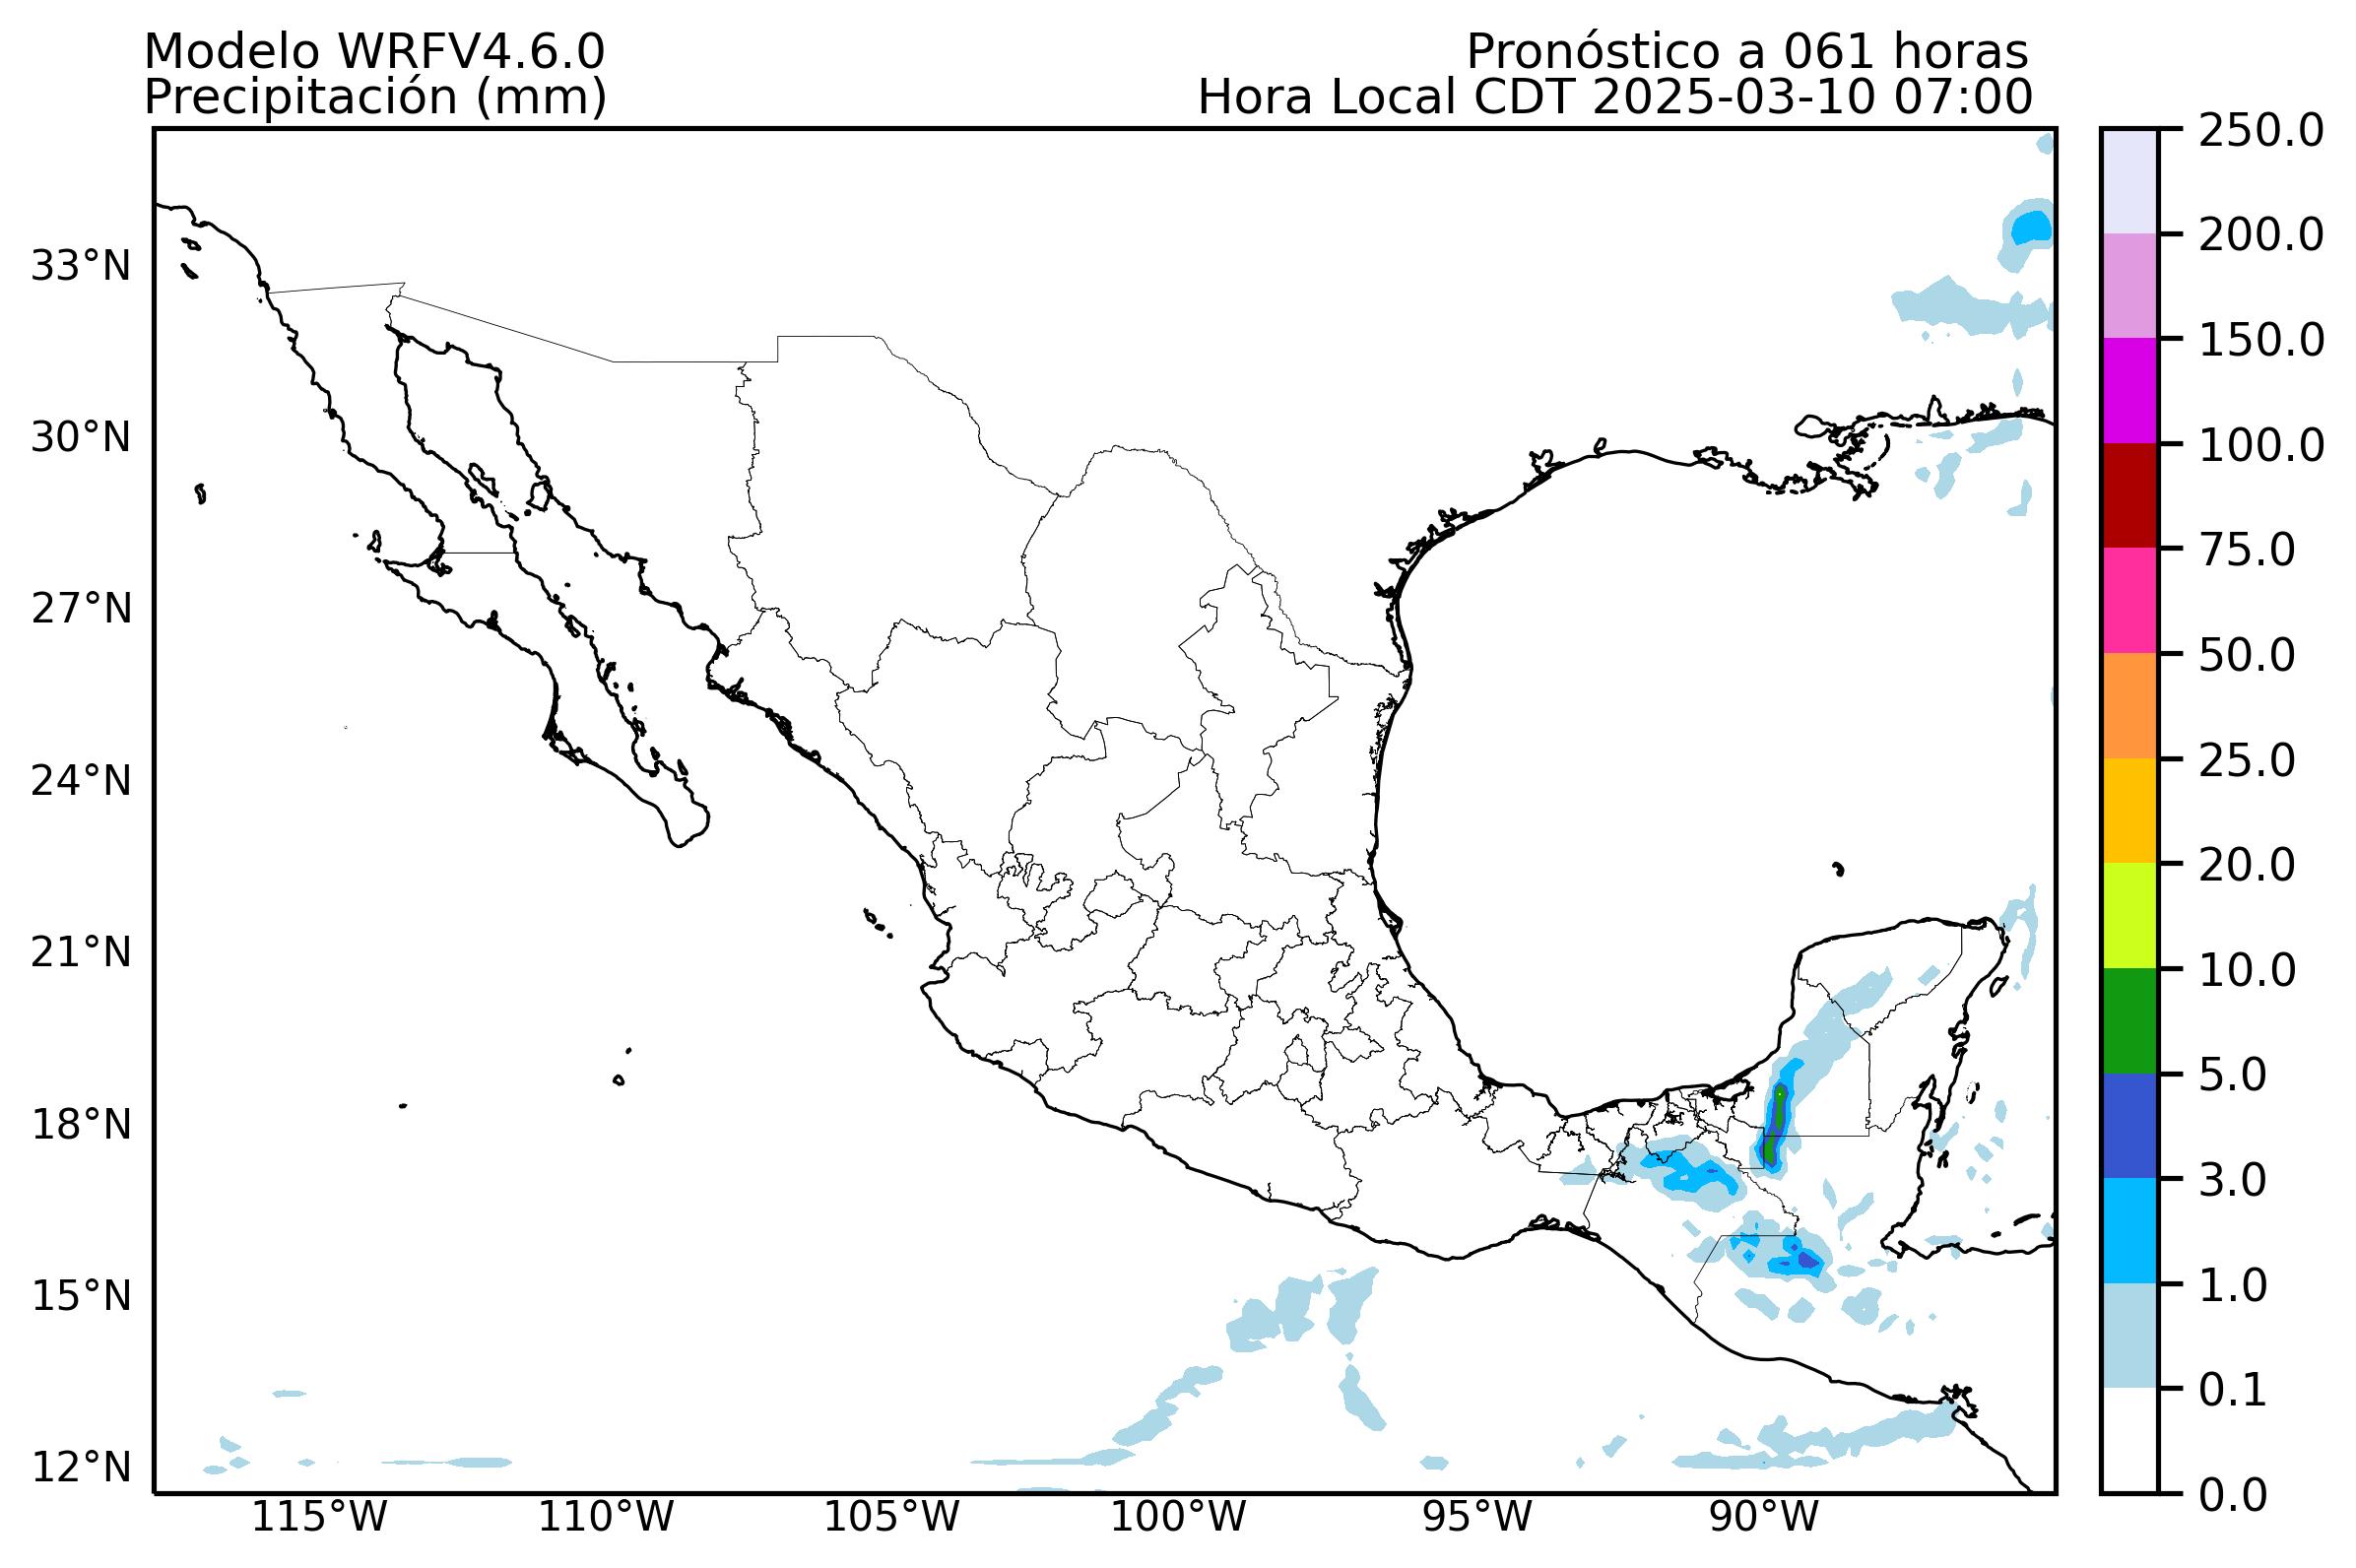 Modelo WRFV4.6.0
Precipitación (mm)
Pronóstico a 061 horas
Hora Local CDT 2025-03-10 07:00
33°N
30°N
27°N
24°N
21°N
18°N
15°N
12°N
115°W
110°W
105°W
100°W
95°W
90°W
250.0
200.0
150.0
100.0
75.0
50.0
25.0
20.0
10.0
5.0
3.0
1.0
0.1
0.0